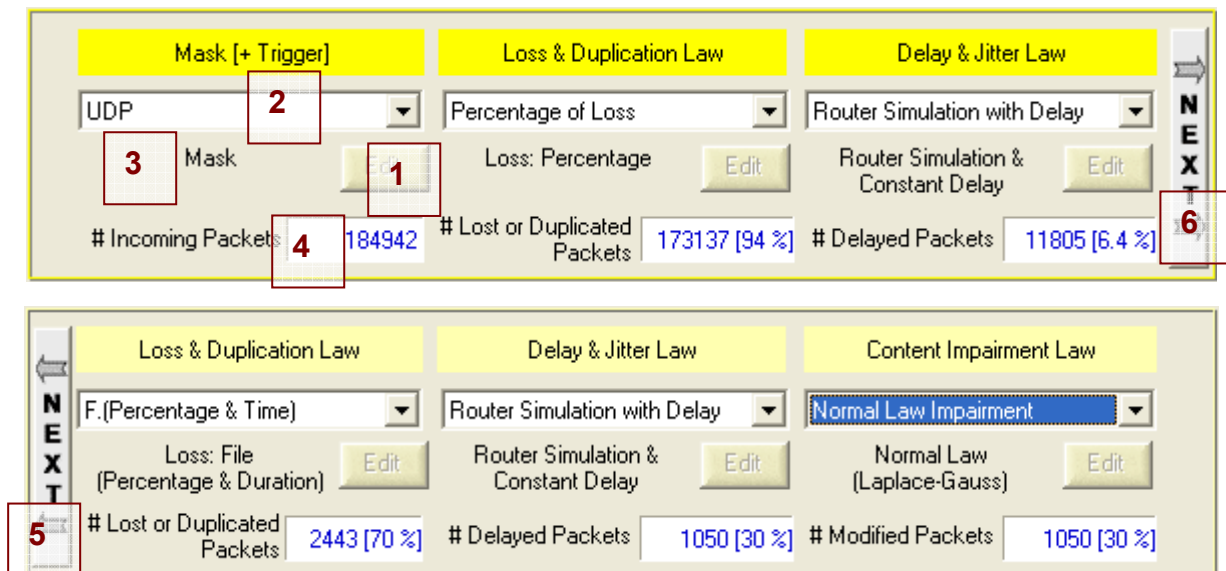 Mask [+ Trigger] Loss & Duplication Law Delay & Jitter Law
UDP 2 Percentage of Loss Router Simulation with Delay
3 Mask Edit 1 Loss: Percentage Edit Router Simulation &
Constant Delay Edit
# Incoming Packets 4 184942 # Lost or Duplicated
Packets 173137 [94 %] # Delayed Packets 11805 [6.4 %]
NEXT
6
Loss & Duplication Law Delay & Jitter Law Content Impairment Law
NEXT
F.(Percentage & Time) Router Simulation with Delay Normal Law Impairment
Loss: File
(Percentage & Duration) Edit Router Simulation &
Constant Delay Edit Normal Law
(Laplace-Gauss) Edit
5 # Lost or Duplicated
Packets 2443 [70 %] # Delayed Packets 1050 [30 %] # Modified Packets 1050 [30 %]